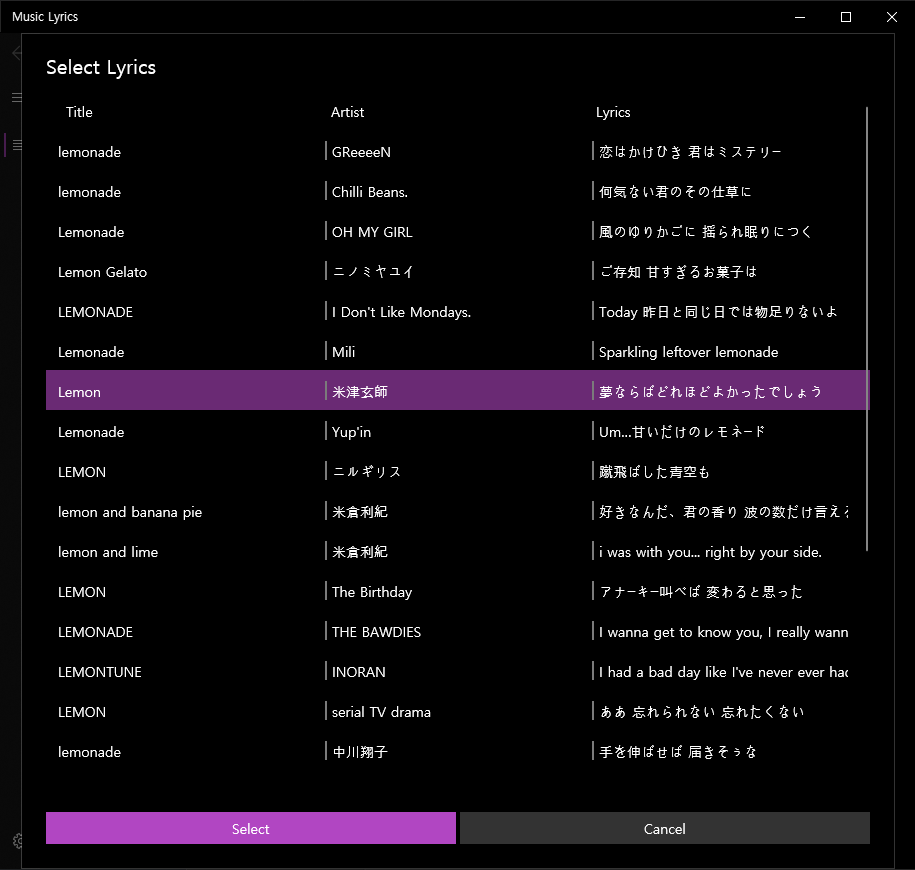 Music Lyrics
Select Lyrics
Title Artist Lyrics
lemonade GReeeeN 恋はかけひき 君はミステリー
lemonade Chilli Beans. 何気ない君のその仕草に
Lemonade OH MY GIRL 風のゆりかごに 揺られ眠りにつく
Lemon Gelato ニノミヤユイ ご存知 甘すぎるお菓子は
LEMONADE I Don't Like Mondays. Today 昨日と同じ日では物足りないよ
Lemonade Mili Sparkling leftover lemonade
Lemon 米津玄師 夢ならばどれほどよかったでしょう
Lemonade Yup'in Um...甘いだけのレモネード
LEMON ニルギリス 蹴飛ばした青空も
lemon and banana pie 米倉利紀 好きなんだ、君の香り 波の数だけ言える
lemon and lime 米倉利紀 i was with you... right by your side.
LEMON The Birthday アナーキー叫べば 変わると思った
LEMONADE THE BAWDIES I wanna get to know you, I really wann
LEMONTUNE INORAN I had a bad day like I've never ever had
LEMON serial TV drama ああ 忘れられない 忘れたくない
lemonade 中川翔子 手を伸ばせば 届きそぅな
Select Cancel